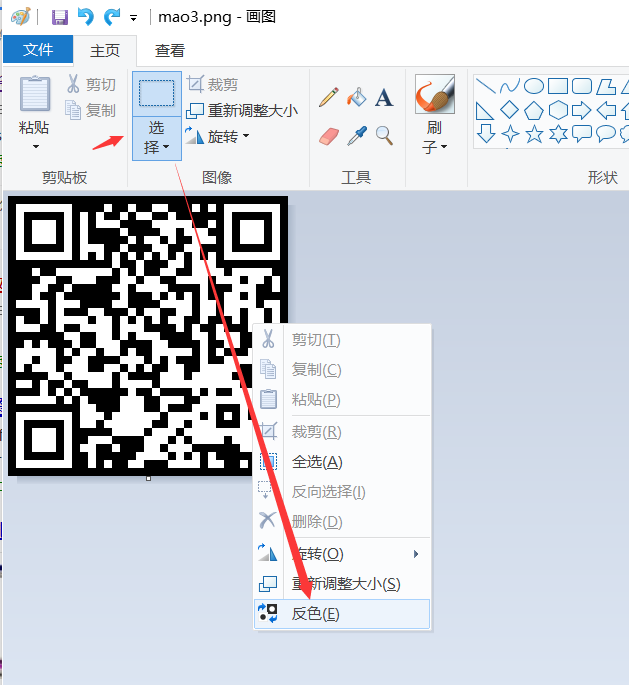 mao3.png - 画图
文件 主页 查看
粘贴
剪切
复制
选择
裁剪
重新调整大小
旋转
A
刷子
剪贴板 图像 工具 形状
剪切(T)
复制(C)
粘贴(P)
裁剪(R)
全选(A)
反向选择(I)
删除(D)
旋转(O)
重新调整大小(S)
反色(E)